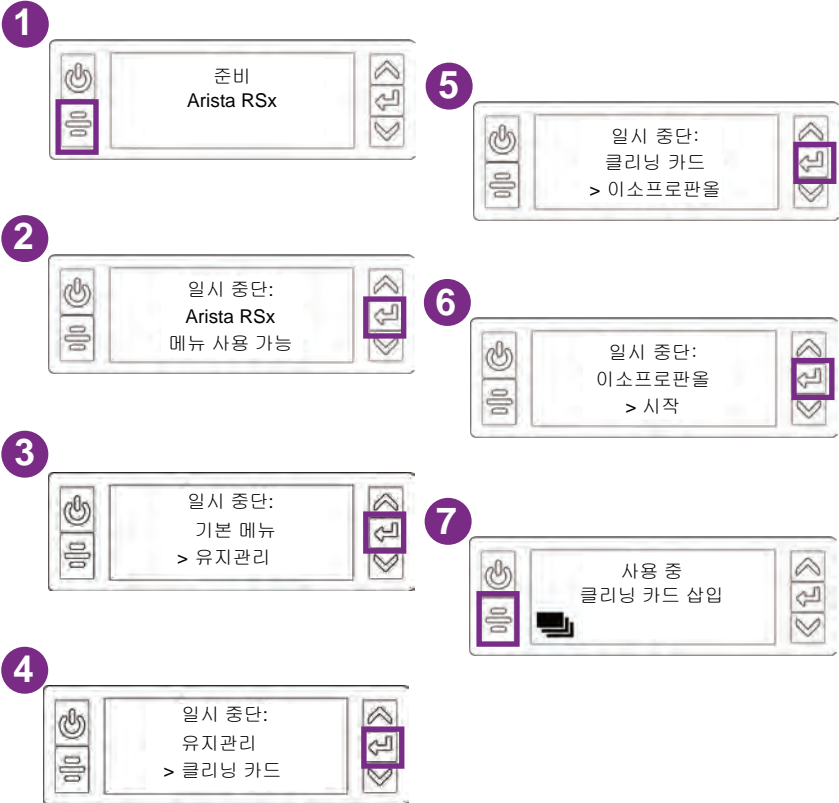 1
준비
Arista RSx
2
일시 중단:
Arista RSx
메뉴 사용 가능
3
일시 중단:
기본 메뉴
> 유지관리
4
일시 중단:
유지관리
> 클리닝 카드
5
일시 중단:
클리닝 카드
> 이소프로판올
6
일시 중단:
이소프로판올
> 시작
7
사용 중
클리닝 카드 삽입